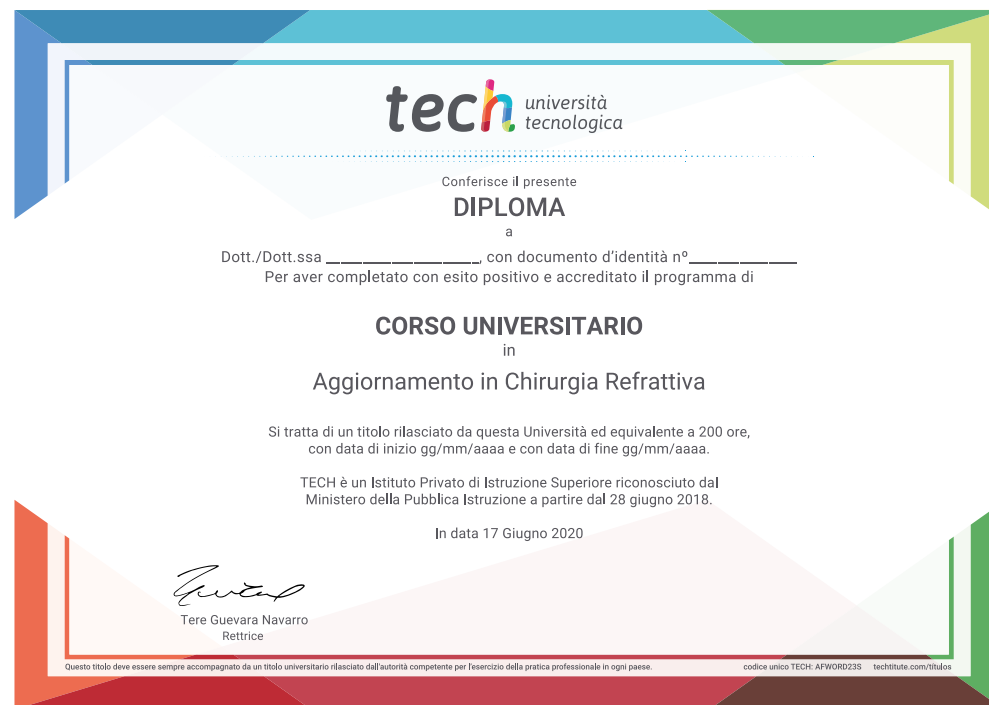 tech università
tecnologica
Conferisce il presente
DIPLOMA
a
Dott./Dott.ssa ____________________, con documento d'identità nº______________
Per aver completato con esito positivo e accreditato il programma di
CORSO UNIVERSITARIO
in
Aggiornamento in Chirurgia Refrattiva
Si tratta di un titolo rilasciato da questa Università ed equivalente a 200 ore,
con data di inizio gg/mm/aaaa e con data di fine gg/mm/aaaa.
TECH è un Istituto Privato di Istruzione Superiore riconosciuto dal
Ministero della Pubblica Istruzione a partire dal 28 giugno 2018.
In data 17 Giugno 2020
Tere Guevara Navarro
Rettrice
Questo titolo deve essere sempre accompagnato da un titolo universitario rilasciato dall'autorità competente per l'esercizio della pratica professionale in ogni paese. codice unico TECH: AFWORD23S techtitute.com/titulos